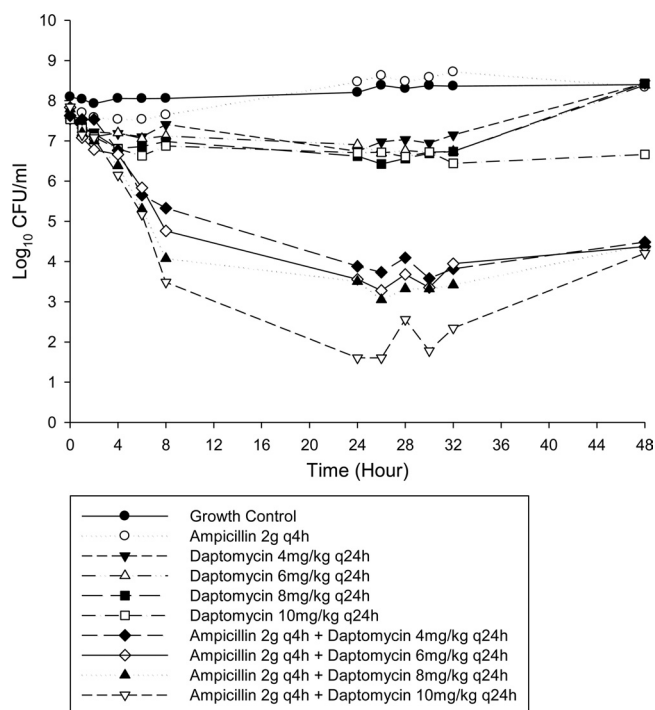 10
9
8
7
6
5
4
3
2
1
0
Log10 CFU/ml
0 4 8 12 16 20 24 28 32 36 40 44 48
Time (Hour)
Growth Control
Ampicillin 2g q4h
Daptomycin 4mg/kg q24h
Daptomycin 6mg/kg q24h
Daptomycin 8mg/kg q24h
Daptomycin 10mg/kg q24h
Ampicillin 2g q4h + Daptomycin 4mg/kg q24h
Ampicillin 2g q4h + Daptomycin 6mg/kg q24h
Ampicillin 2g q4h + Daptomycin 8mg/kg q24h
Ampicillin 2g q4h + Daptomycin 10mg/kg q24h